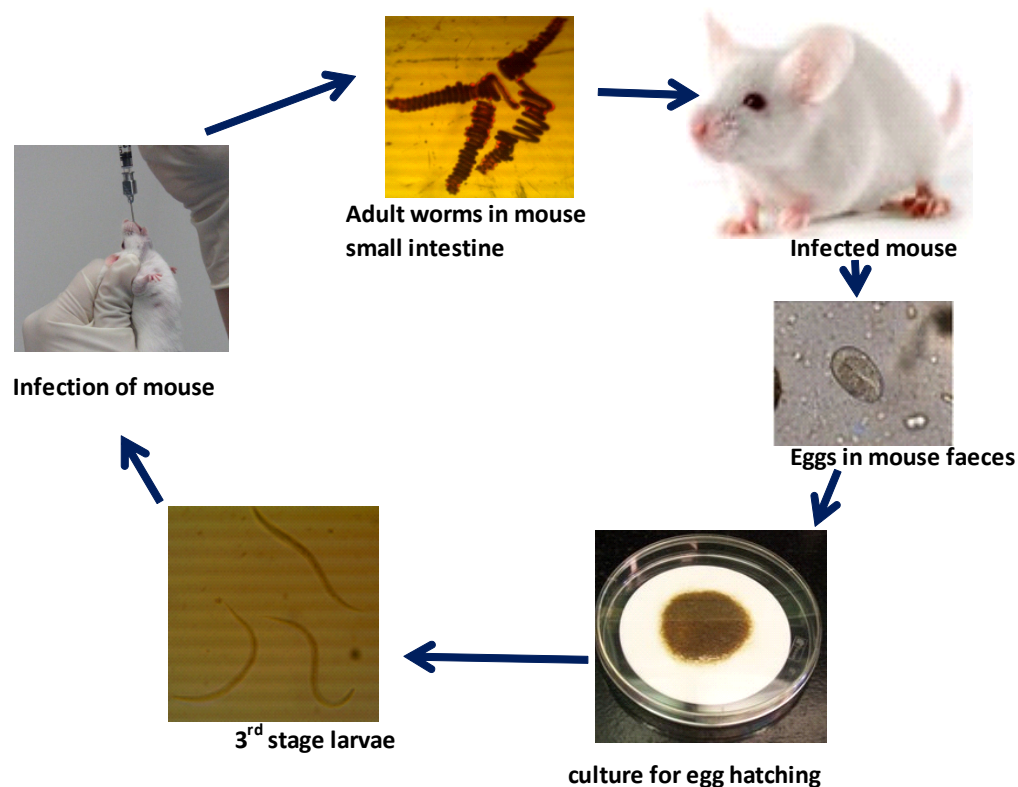 Adult worms in mouse
small intestine
Infected mouse
Infection of mouse
Eggs in mouse faeces
3rd stage larvae
culture for egg hatching